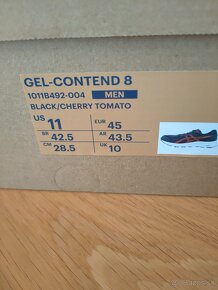 GEL-CONTEND 8
1011B492-004 MEN
BLACK/CHERRY TOMATO
US 11 EUR 45
BR 42.5 AR 43.5
CM 28.5 UK 10